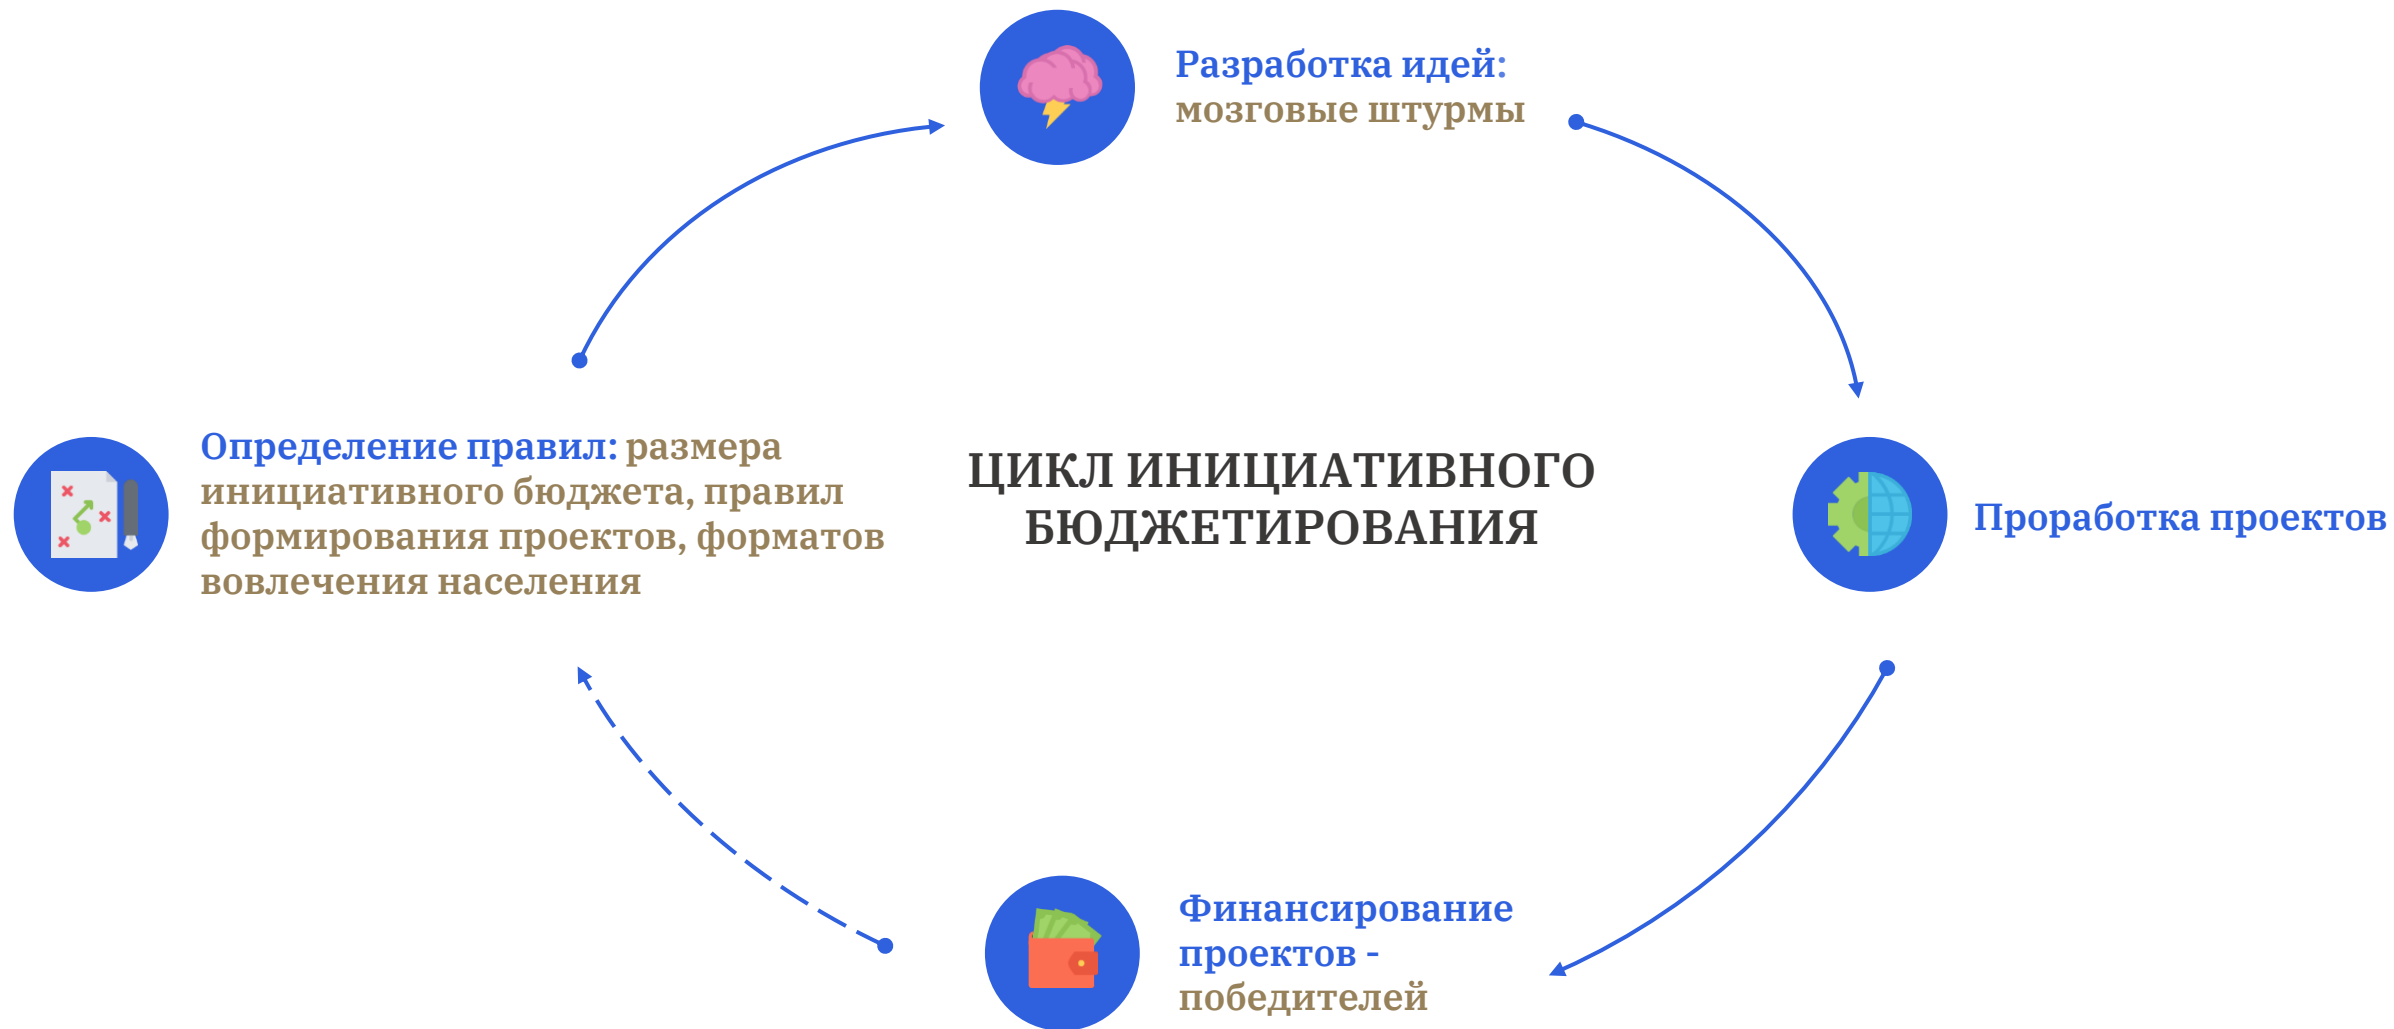 Разработка идей:
мозговые штурмы
Определение правил: размера
инициативного бюджета, правил
формирования проектов, форматов
вовлечения населения
ЦИКЛ ИНИЦИАТИВНОГО
БЮДЖЕТИРОВАНИЯ
Проработка проектов
Финансирование
проектов -
победителей